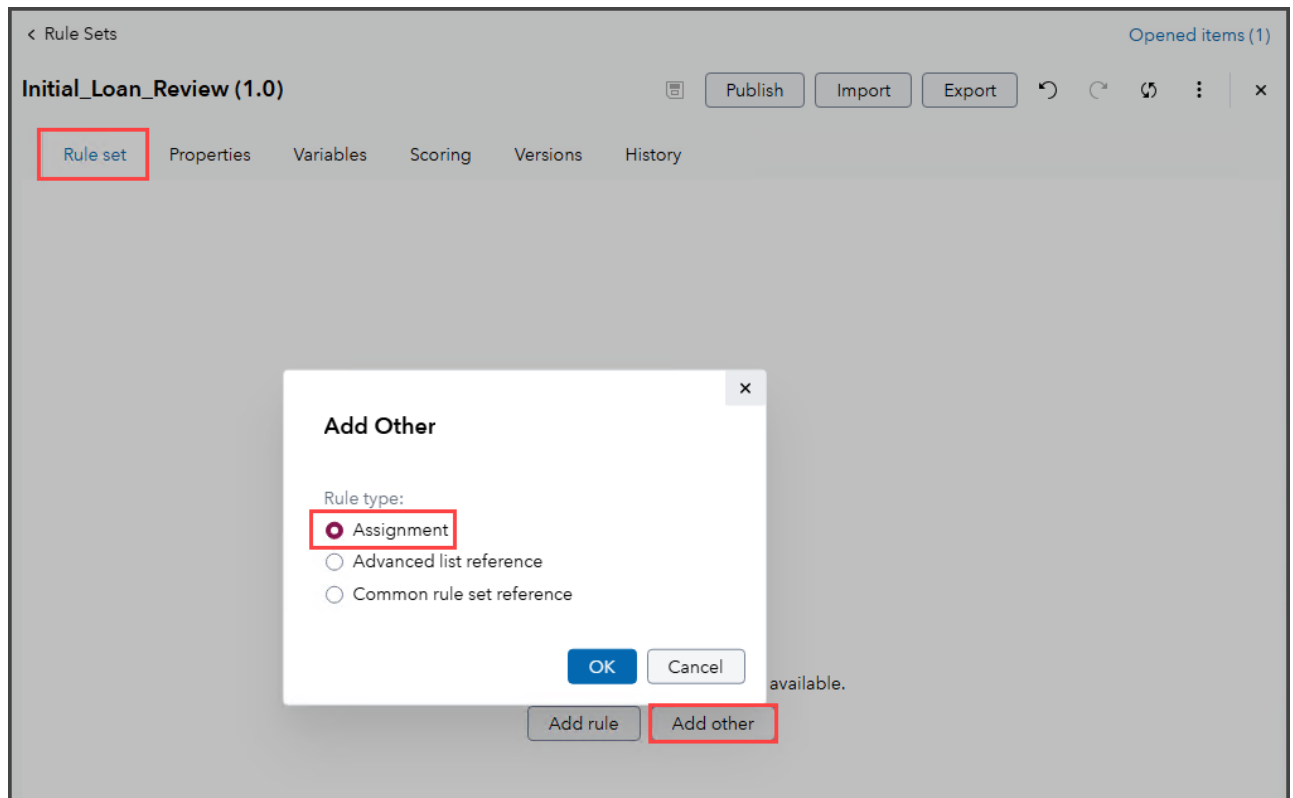 < Rule Sets
Opened items (1)
Initial_Loan_Review (1.0)
Publish
Import
Export
Rule set
Properties
Variables
Scoring
Versions
History
Add Other
Rule type:
Assignment
Advanced list reference
Common rule set reference
OK
Cancel
available.
Add rule
Add other